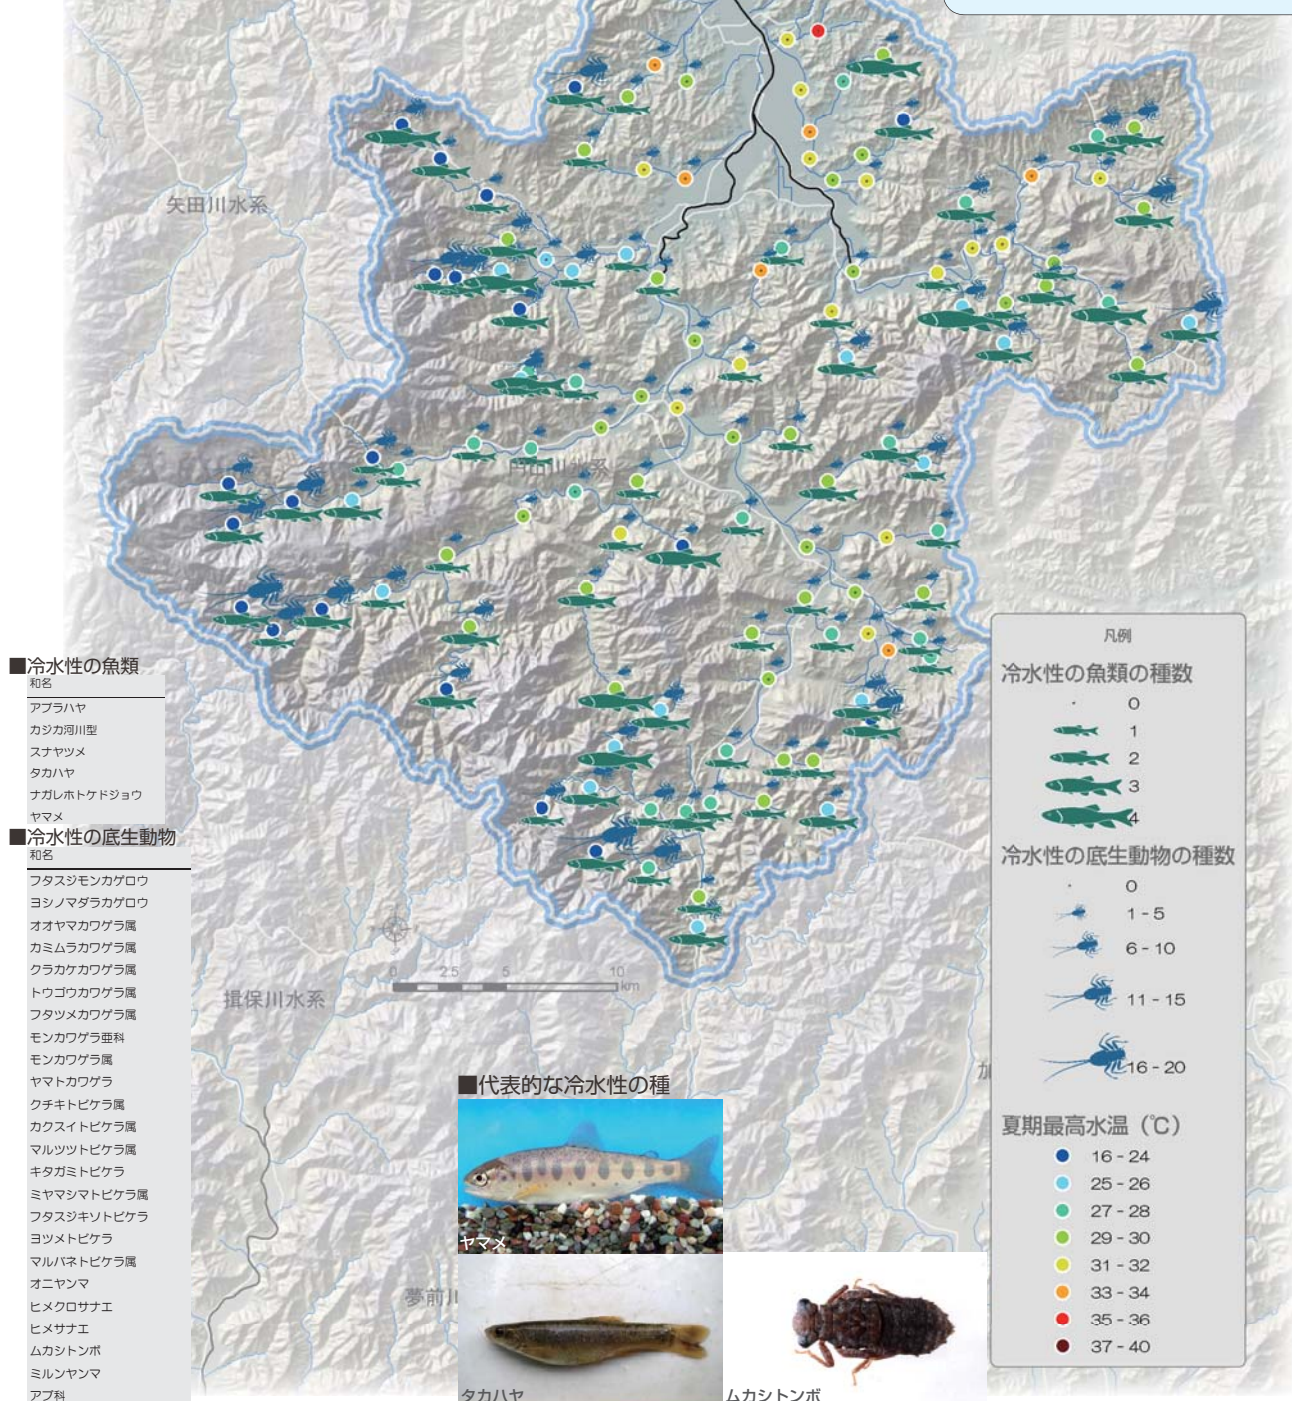 矢田川水系
円山川水系
■冷水性の魚類
和名
アブラハヤ
カジカ河川型
スナヤツメ
タカハヤ
ナガレホトケドジョウ
ヤマメ
■冷水性の底生動物
和名
フタスジモンカゲロウ
ヨシノマダラカゲロウ
オオヤマカワゲラ属
カミムラカワゲラ属
クラカケカワゲラ属
トウゴウカワゲラ属
フタツメカワゲラ属
モンカワゲラ亜科
モンカワゲラ属
ヤマトカワゲラ
クチキトビケラ属
カクスイトビケラ属
マルツツトビケラ属
キタガミトビケラ
ミヤマシマトビケラ属
フタスジキソトビケラ
ヨツメトビケラ
マルバネトビケラ属
オニヤンマ
ヒメクロサナエ
ヒメサナエ
ムカシトンボ
ミルンヤンマ
アブ科
揖保川水系
夢前川
加
0 2.5 5 10
km
■代表的な冷水性の種
ヤマメ
タカハヤ
ムカシトンボ
凡例
冷水性の魚類の種数
0
1
2
3
4
冷水性の底生動物の種数
0
1 - 5
6 - 10
11 - 15
16 - 20
夏期最高水温（℃）
16 - 24
25 - 26
27 - 28
29 - 30
31 - 32
33 - 34
35 - 36
37 - 40